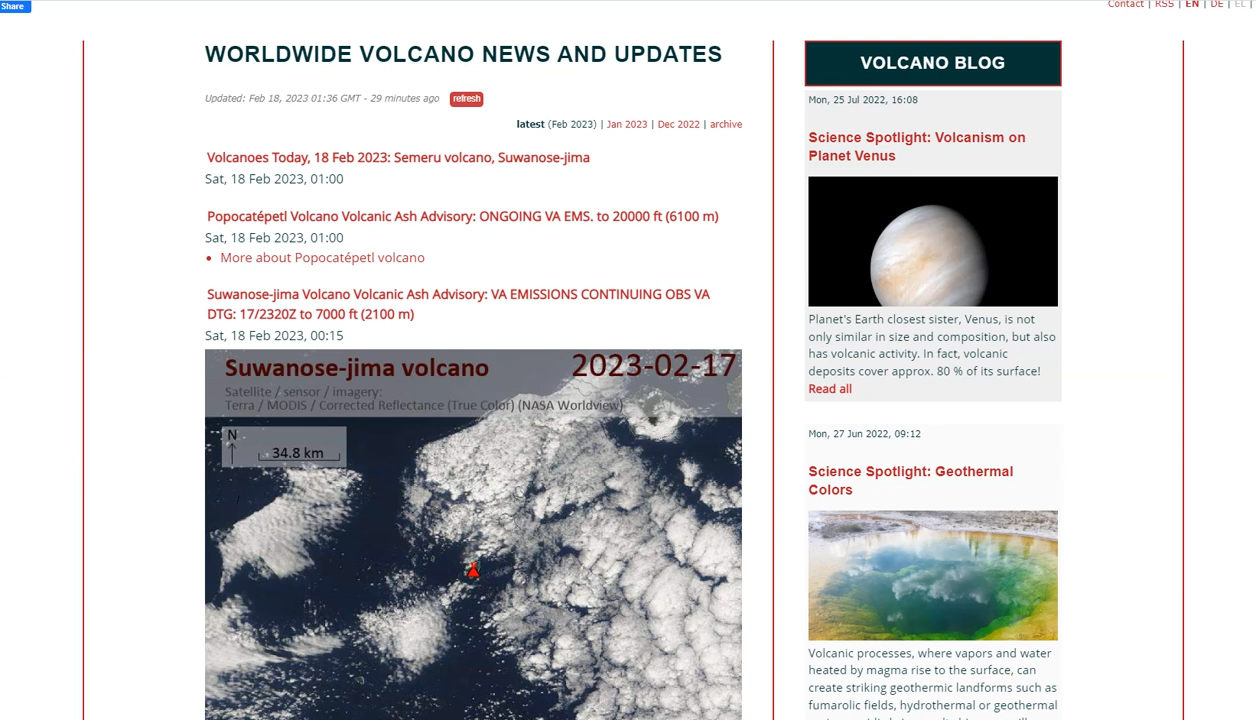 Share
Contact | RSS | EN | DE | EL |
WORLDWIDE VOLCANO NEWS AND UPDATES
Updated: Feb 18, 2023 01:36 GMT - 29 minutes ago refresh
latest (Feb 2023) | Jan 2023 | Dec 2022 | archive
Volcanoes Today, 18 Feb 2023: Semeru volcano, Suwanose-jima
Sat, 18 Feb 2023, 01:00
Popocatépetl Volcano Volcanic Ash Advisory: ONGOING VA EMS. to 20000 ft (6100 m)
Sat, 18 Feb 2023, 01:00
• More about Popocatépetl volcano
Suwanose-jima Volcano Volcanic Ash Advisory: VA EMISSIONS CONTINUING OBS VA
DTG: 17/2320Z to 7000 ft (2100 m)
Sat, 18 Feb 2023, 00:15
Suwanose-jima volcano 2023-02-17
Satellite / sensor / imagery:
Terra / MODIS / Corrected Reflectance (True Color) (NASA Worldview)
N
34.8 km
VOLCANO BLOG
Mon, 25 Jul 2022, 16:08
Science Spotlight: Volcanism on
Planet Venus
Planet's Earth closest sister, Venus, is not
only similar in size and composition, but also
has volcanic activity. In fact, volcanic
deposits cover approx. 80 % of its surface!
Read all
Mon, 27 Jun 2022, 09:12
Science Spotlight: Geothermal
Colors
Volcanic processes, where vapors and water
heated by magma rise to the surface, can
create striking geothermic landforms such as
fumarolic fields, hydrothermal or geothermal